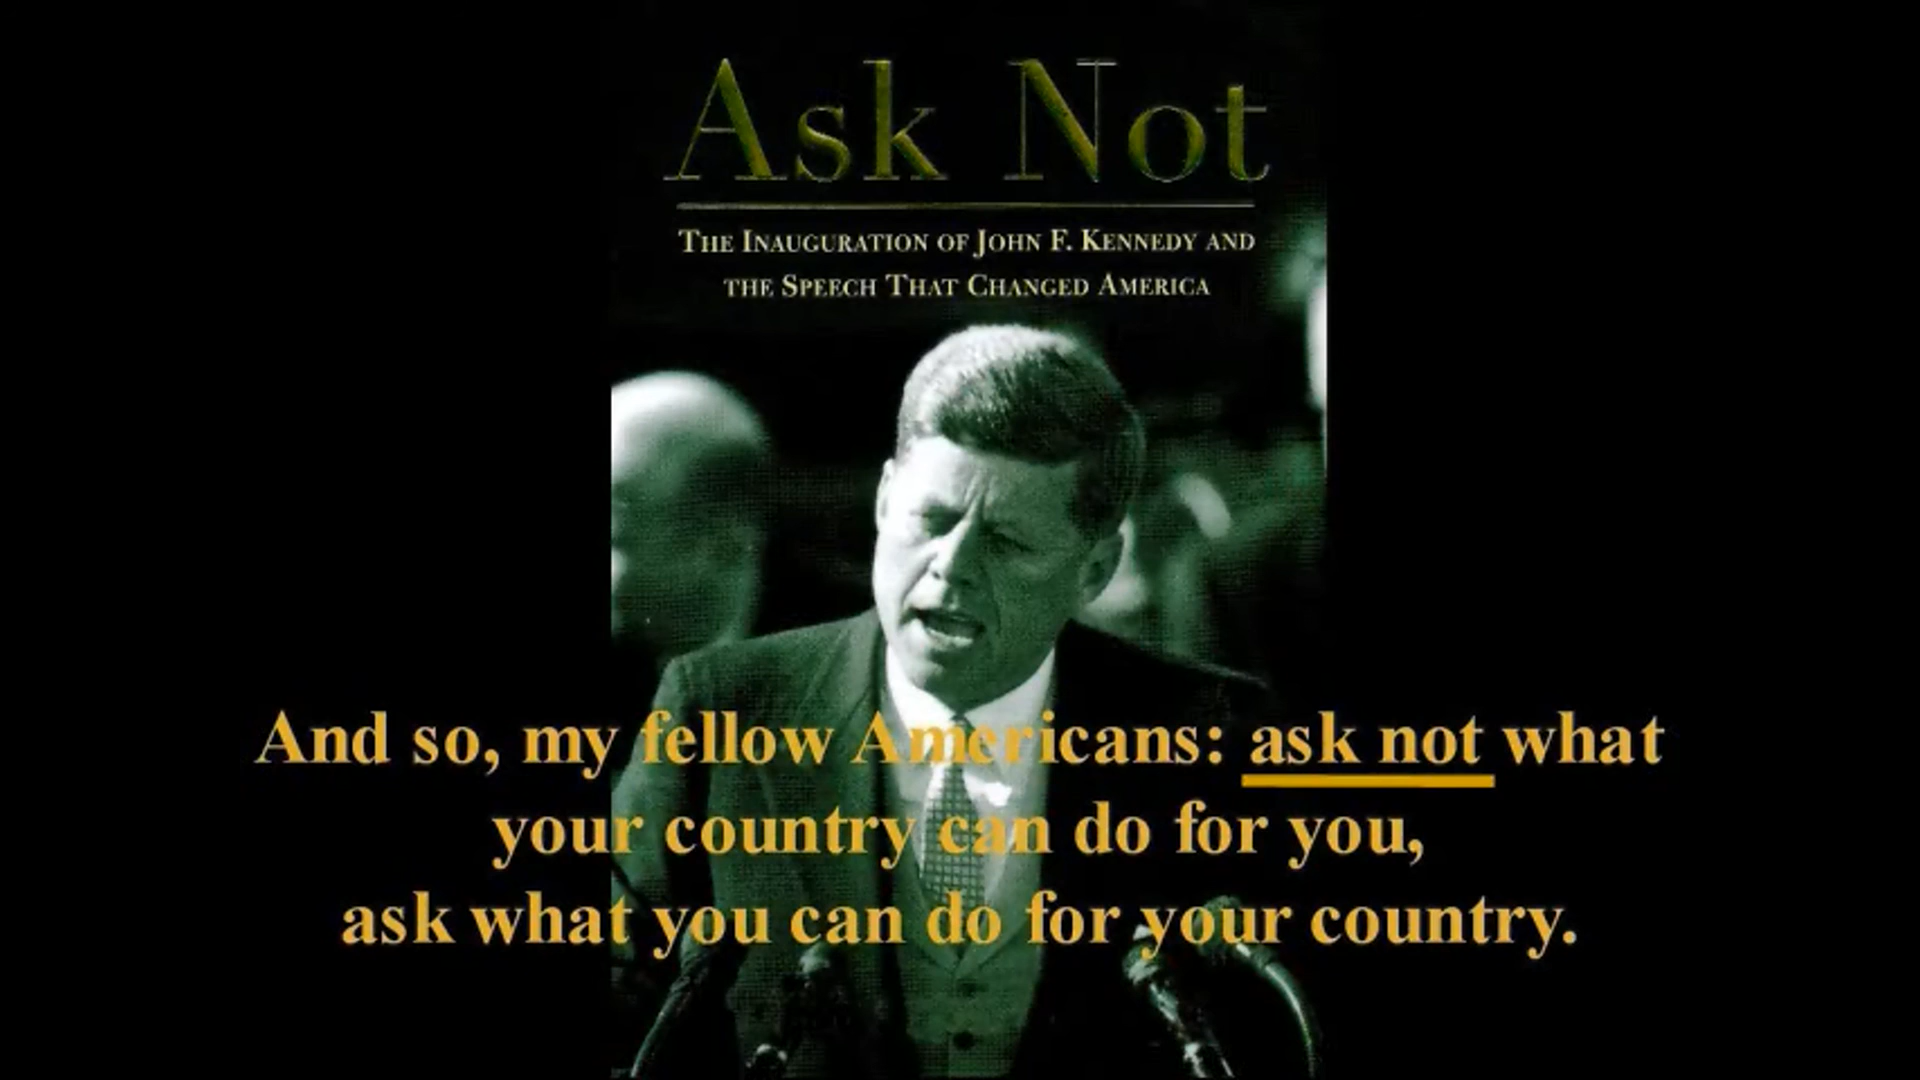 Ask Not
THE INAUGURATION OF JOHN F. KENNEDY AND
THE SPEECH THAT CHANGED AMERICA
And so, my fellow Americans: ask not what
your country can do for you,
ask what you can do for your country.